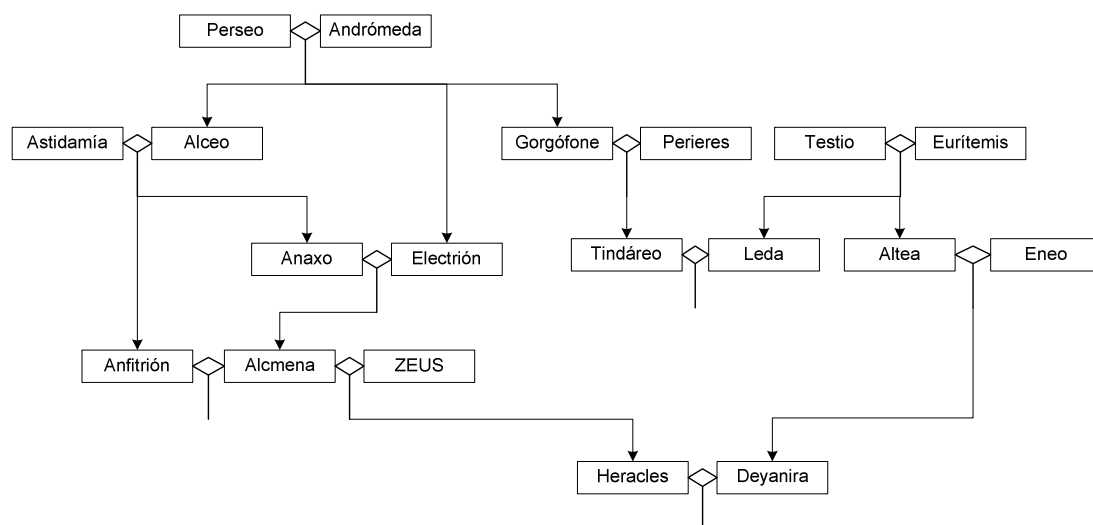 Perseo
Andrómeda
Astidamía
Alceo
Gorgófone
Perieres
Testio
Eurítemis
Anaxo
Electrión
Tindáreo
Leda
Altea
Eneo
Anfitrión
Alcmena
ZEUS
Heracles
Deyanira